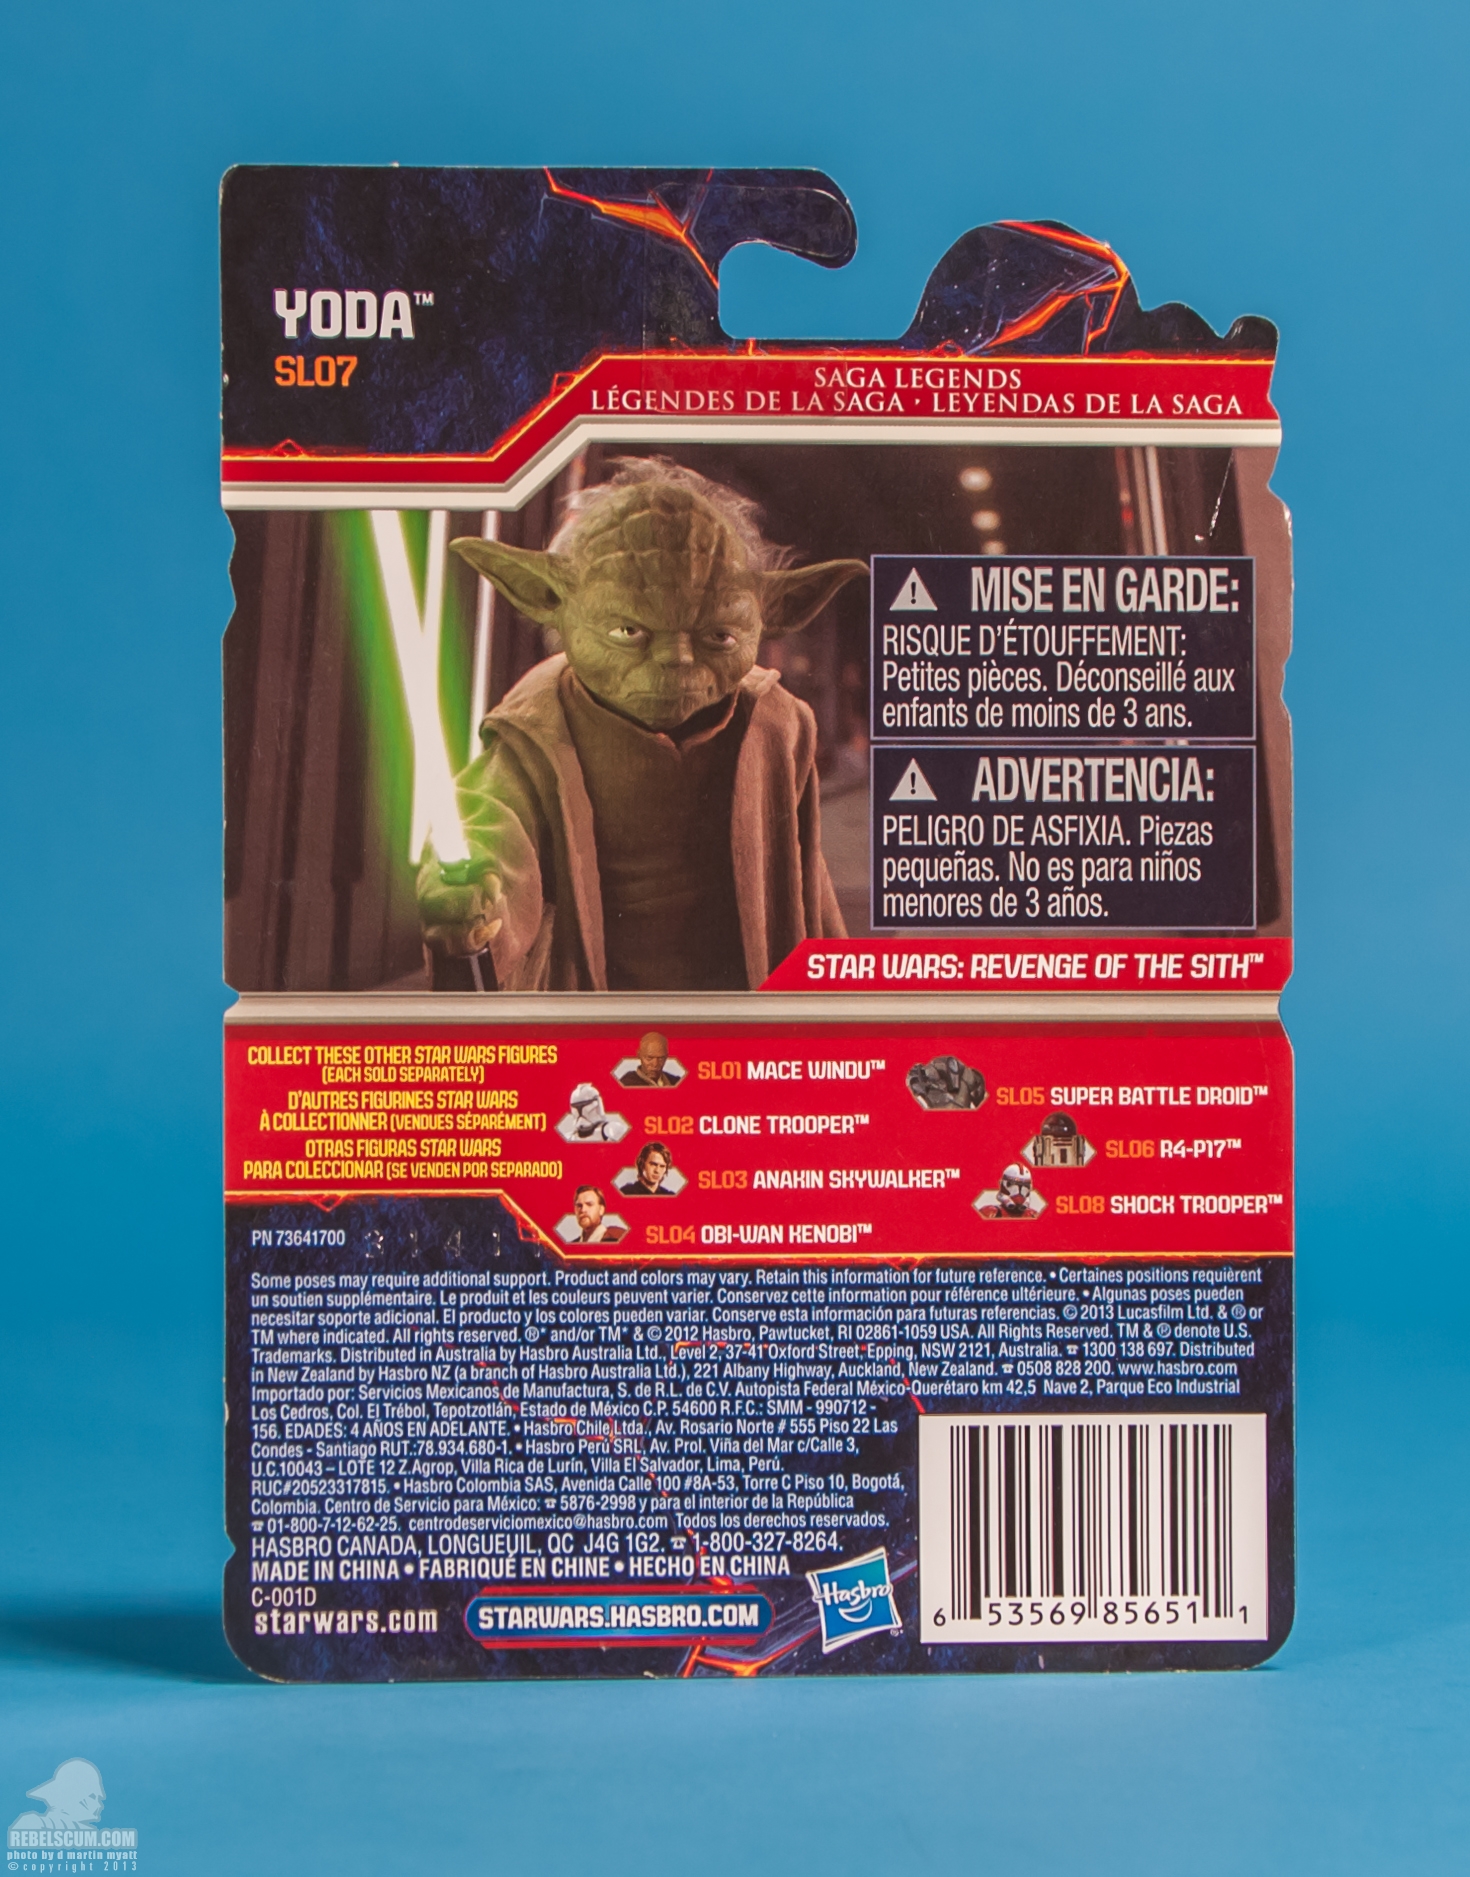 YODA™
SL07
SAGA LEGENDS
LÉGENDES DE LA SAGA • LEYENDAS DE LA SAGA
MISE EN GARDE:
RISQUE D'ÉTOUFFEMENT:
Petites pièces. Déconseillé aux
enfants de moins de 3 ans.
ADVERTENCIA:
PELIGRO DE ASFIXIA. Piezas
pequeñas. No es para niños
menores de 3 años.
STAR WARS: REVENGE OF THE SITH™
COLLECT THESE OTHER STAR WARS FIGURES
(EACH SOLD SEPARATELY)
D'AUTRES FIGURINES STAR WARS
À COLLECTIONNER (VENDUES SÉPARÉMENT)
OTRAS FIGURAS STAR WARS
PARA COLECCIONAR (SE VENDEN POR SEPARADO)
SL01 MACE WINDU™
SL02 CLONE TROOPER™
SL03 ANAKIN SKYWALKER™
SL04 OBI-WAN KENOBI™
SL05 SUPER BATTLE DROID™
SL06 R4-P17™
SL08 SHOCK TROOPER™
PN 73641700
Some poses may require additional support. Product and colors may vary. Retain this information for future reference. • Certaines positions requièrent
un soutien supplémentaire. Le produit et les couleurs peuvent varier. Conservez cette information pour référence ultérieure. • Algunas poses pueden
necesitar soporte adicional. El producto y los colores pueden variar. Conserve esta información para futuras referencias. © 2013 Lucasfilm Ltd. & ® or
TM where indicated. All rights reserved. ®* and/or TM* & © 2012 Hasbro, Pawtucket, RI 02861-1059 USA. All Rights Reserved. TM & ® denote U.S.
Trademarks. Distributed in Australia by Hasbro Australia Ltd., Level 2, 37-41 Oxford Street, Epping, NSW 2121, Australia. ☎ 1300 138 697. Distributed
in New Zealand by Hasbro NZ (a branch of Hasbro Australia Ltd.), 221 Albany Highway, Auckland, New Zealand. ☎ 0508 828 200. www.hasbro.com
Importado por: Servicios Mexicanos de Manufactura, S. de R.L. de C.V. Autopista Federal México-Querétaro km 42,5 Nave 2, Parque Eco Industrial
Los Cedros, Col. El Trébol, Tepotzotlán, Estado de México C.P. 54600 R.F.C.: SMM - 990712 -
156. EDADES: 4 AÑOS EN ADELANTE. • Hasbro Chile Ltda., Av. Rosario Norte # 555 Piso 22 Las
Condes - Santiago RUT.:78.934.680-1. • Hasbro Perú SRL, Av. Prol. Viña del Mar c/Calle 3,
U.C.10043 – LOTE 12 Z.Agrop, Villa Rica de Lurín, Villa El Salvador, Lima, Perú.
RUC#20523317815. • Hasbro Colombia SAS, Avenida Calle 100 #8A-53, Torre C Piso 10, Bogotá,
Colombia. Centro de Servicio para México: ☎ 5876-2998 y para el interior de la República
☎ 01-800-7-12-62-25. centrodeserviciomexico@hasbro.com Todos los derechos reservados.
HASBRO CANADA, LONGUEUIL, QC J4G 1G2. ☎ 1-800-327-8264.
MADE IN CHINA • FABRIQUÉ EN CHINE • HECHO EN CHINA
C-001D
starwars.com
STARWARS.HASBRO.COM
Hasbro
6 53569 85651 1
REBELSCUM.COM
photo by d martin myatt
© copyright 2013